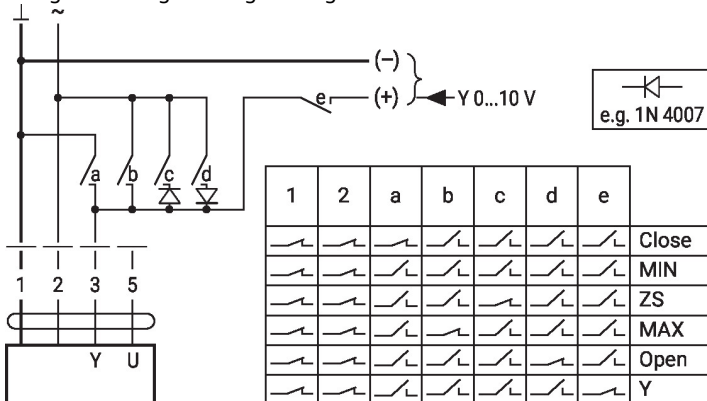 ⊥ ~
(–)
e (+) Y 0...10 V
e.g. 1N 4007
a b c d
1 2 a b c d e
Close
MIN
ZS
MAX
Open
Y
1 2 3 5
Y U